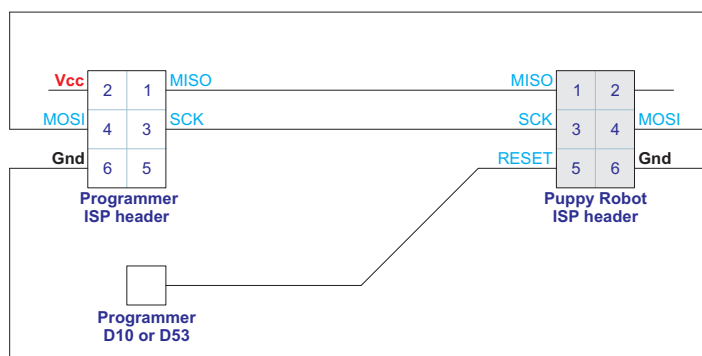 Vcc 2 1 MISO
MISO 1 2
MOSI 4 3 SCK
SCK 3 4 MOSI
Gnd 6 5
RESET 5 6 Gnd
Programmer
ISP header
Puppy Robot
ISP header
Programmer
D10 or D53